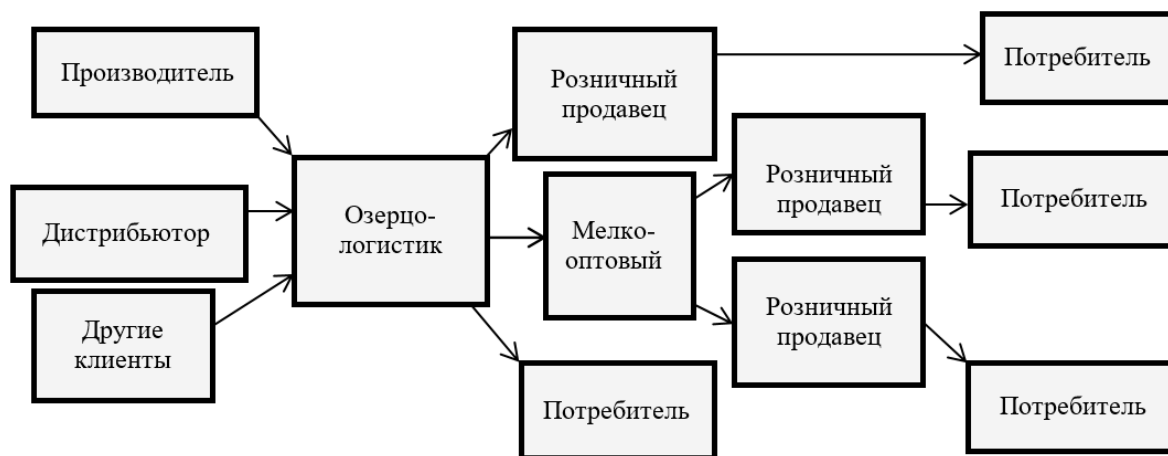 Производитель
Дистрибьютор
Другие
клиенты
Озерцо-
логистик
Розничный
продавец
Мелко-
оптовый
Потребитель
Розничный
продавец
Розничный
продавец
Потребитель
Потребитель
Потребитель